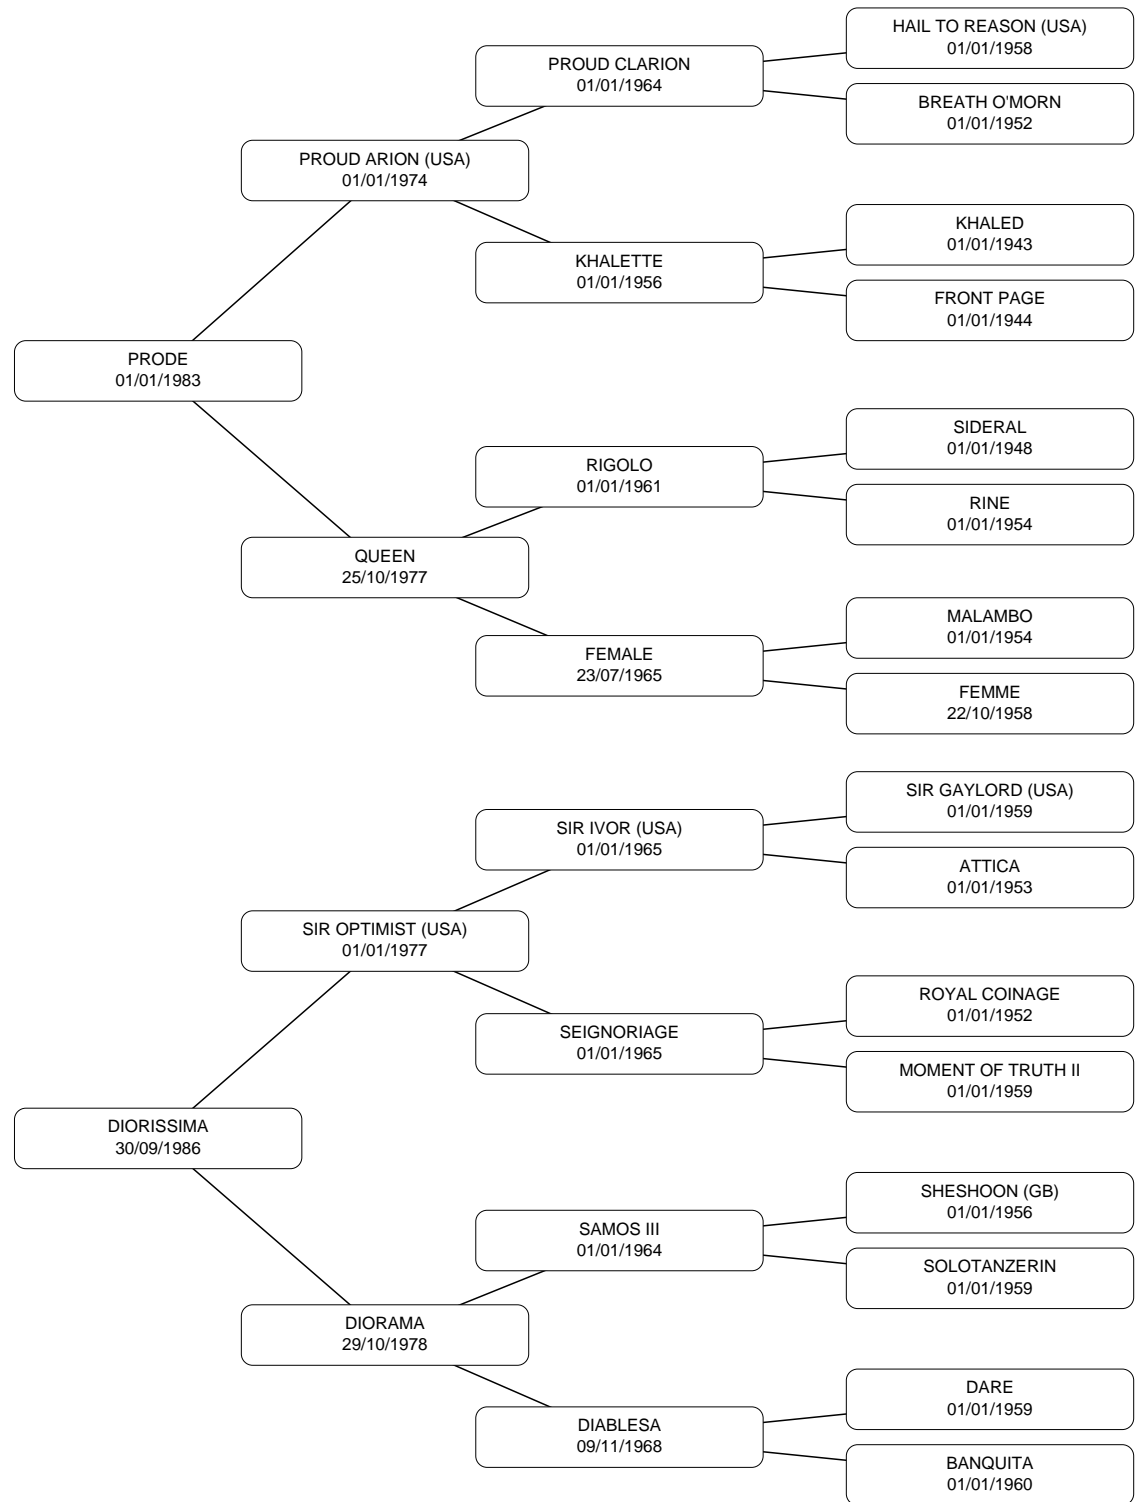 HAIL TO REASON (USA)
01/01/1958
PROUD CLARION
01/01/1964
BREATH O'MORN
01/01/1952
PROUD ARION (USA)
01/01/1974
KHALED
01/01/1943
KHALETTE
01/01/1956
FRONT PAGE
01/01/1944
PRODE
01/01/1983
SIDERAL
01/01/1948
RIGOLO
01/01/1961
RINE
01/01/1954
QUEEN
25/10/1977
MALAMBO
01/01/1954
FEMALE
23/07/1965
FEMME
22/10/1958
SIR GAYLORD (USA)
01/01/1959
SIR IVOR (USA)
01/01/1965
ATTICA
01/01/1953
SIR OPTIMIST (USA)
01/01/1977
ROYAL COINAGE
01/01/1952
SEIGNORIAGE
01/01/1965
MOMENT OF TRUTH II
01/01/1959
DIORISSIMA
30/09/1986
SHESHOON (GB)
01/01/1956
SAMOS III
01/01/1964
SOLOTANZERIN
01/01/1959
DIORAMA
29/10/1978
DARE
01/01/1959
DIABLESA
09/11/1968
BANQUITA
01/01/1960